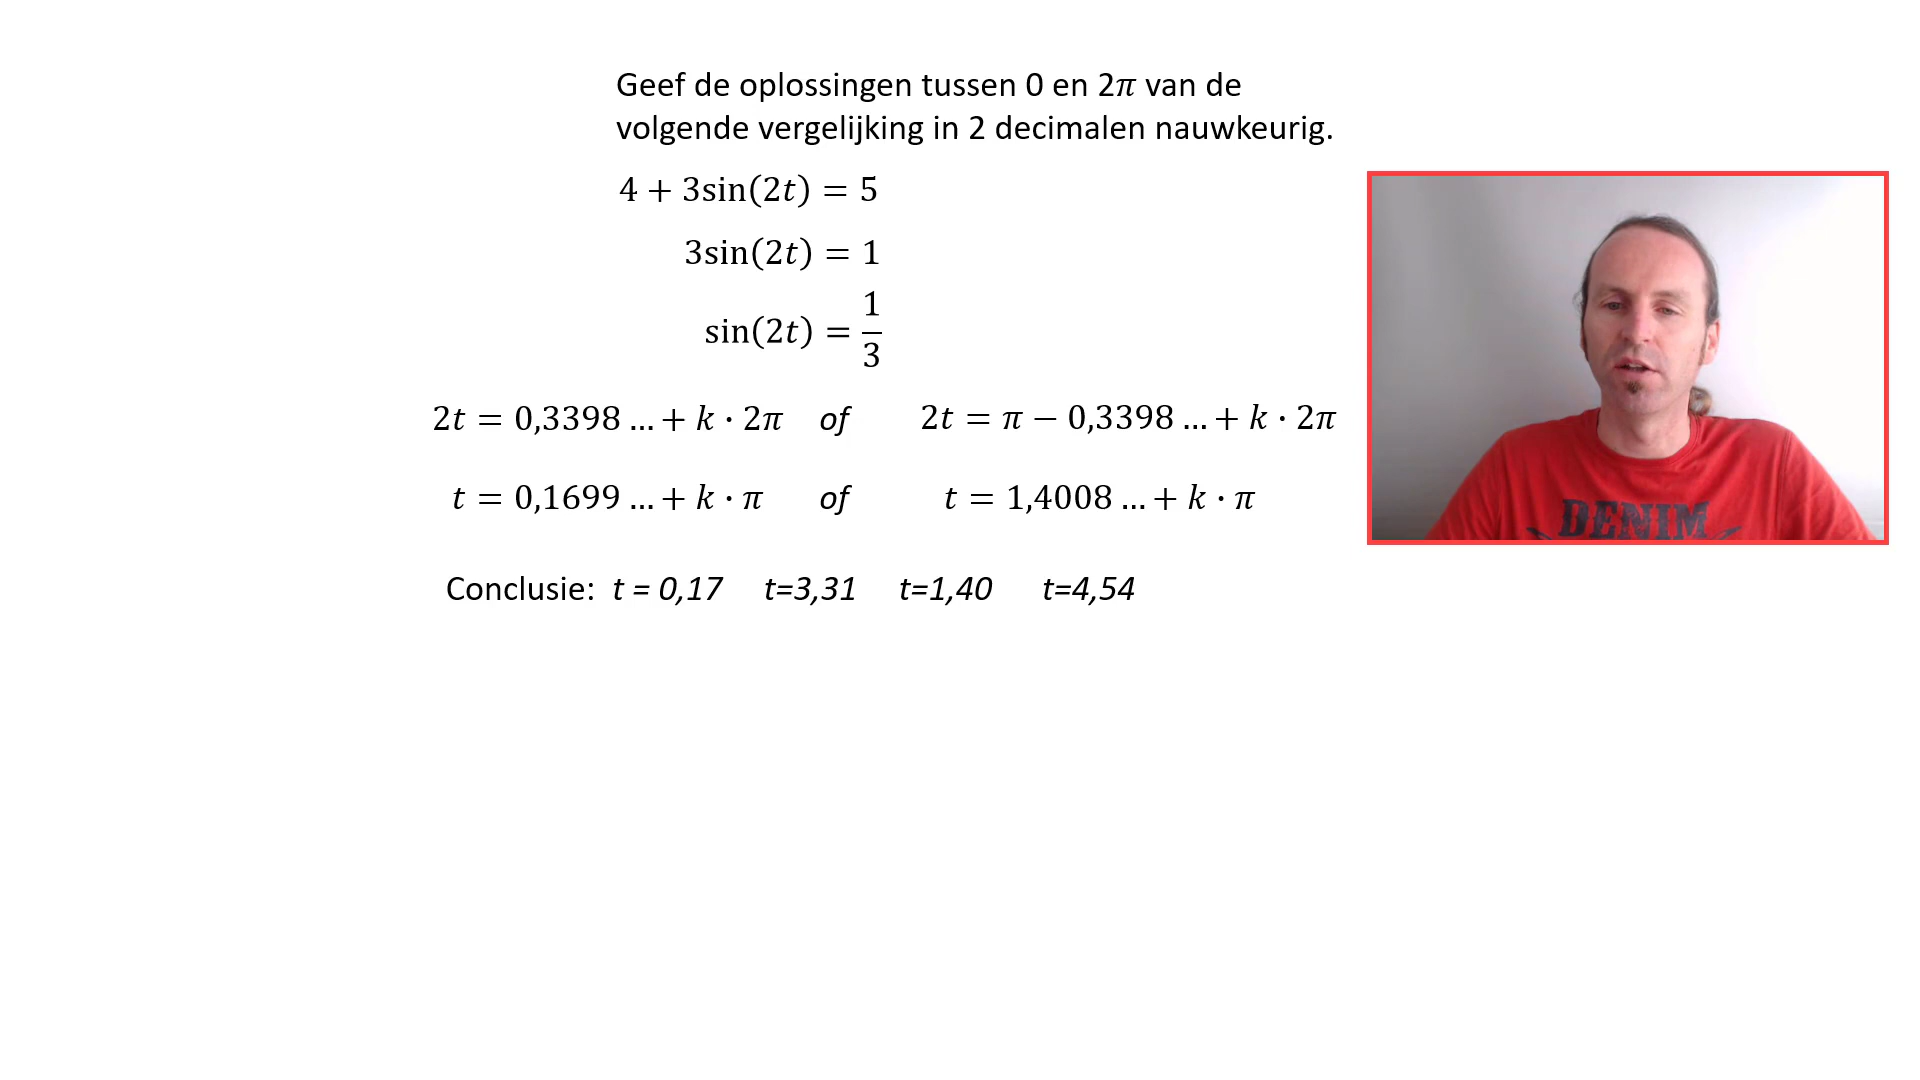 Geef de oplossingen tussen 0 en 2π van de
volgende vergelijking in 2 decimalen nauwkeurig.
4 + 3sin(2t) = 5
3sin(2t) = 1
sin(2t) = 1/3
2t = 0,3398 ... + k · 2π of 2t = π − 0,3398 ... + k · 2π
t = 0,1699 ... + k · π of t = 1,4008 ... + k · π
Conclusie: t = 0,17 t=3,31 t=1,40 t=4,54
DENIM